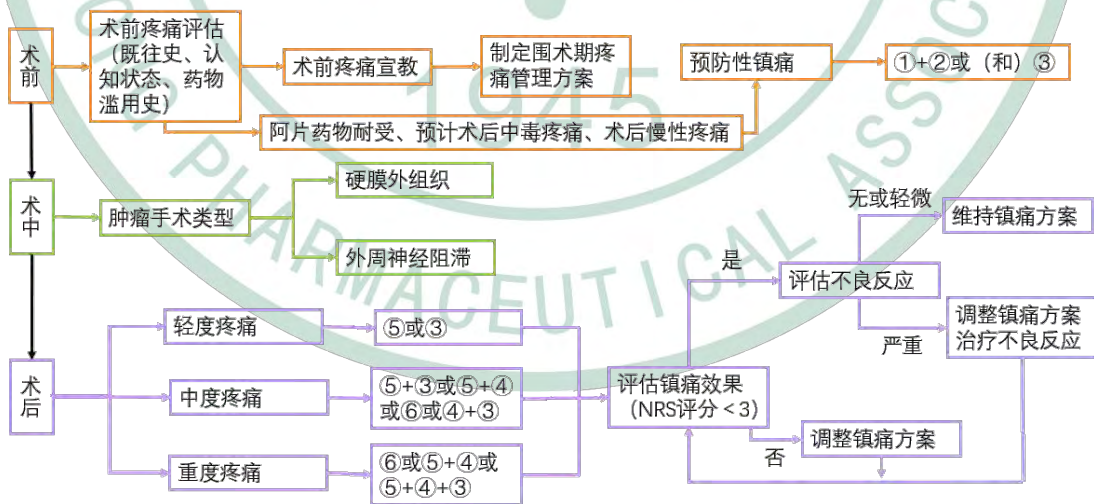 术前
术前疼痛评估
（既往史、认
知状态、药物
滥用史）
术前疼痛宣教
制定围术期疼
痛管理方案
预防性镇痛
①+②或（和）③
阿片药物耐受、预计术后中毒疼痛、术后慢性疼痛
术中
肿瘤手术类型
硬膜外组织
外周神经阻滞
术后
轻度疼痛
⑤或③
中度疼痛
⑤+③或⑤+④
或⑥或④+③
重度疼痛
⑥或⑤+④或
⑤+④+③
评估镇痛效果
（NRS评分＜3）
是
评估不良反应
无或轻微
维持镇痛方案
严重
调整镇痛方案
治疗不良反应
否
调整镇痛方案
1945
PHARMACEUTICAL ASSOC